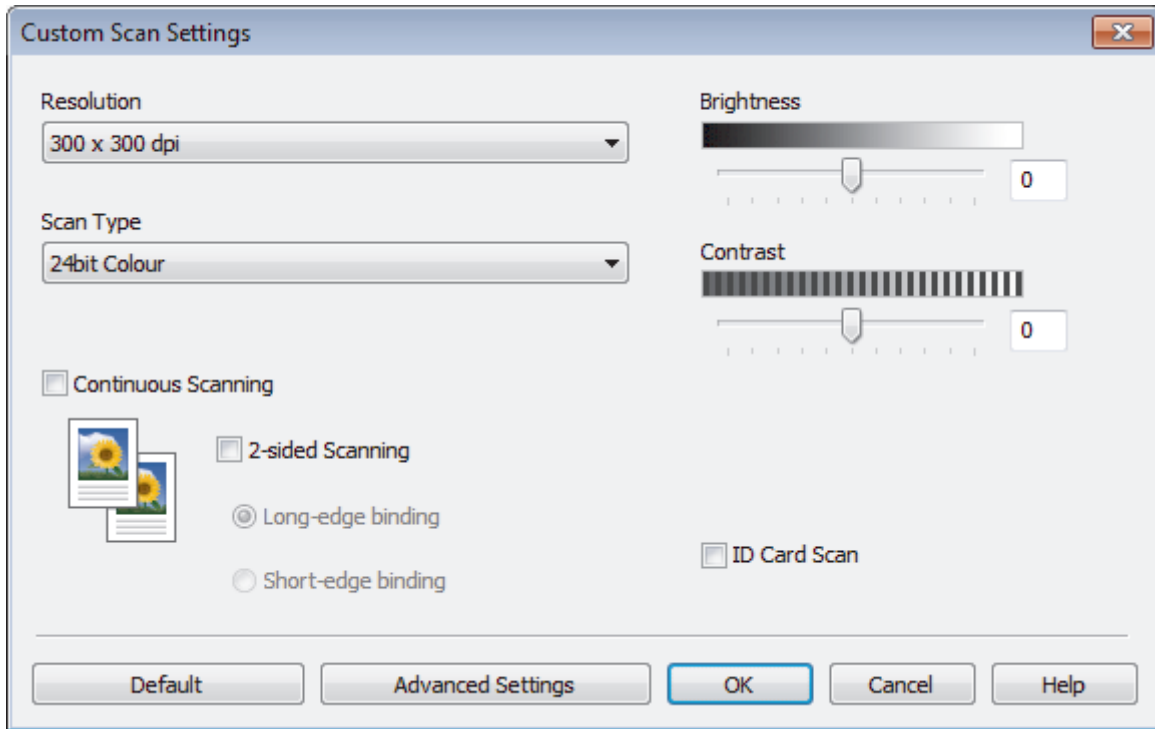 Custom Scan Settings
Resolution
300 x 300 dpi
Scan Type
24bit Colour
Brightness
0
Contrast
0
Continuous Scanning
2-sided Scanning
Long-edge binding
Short-edge binding
ID Card Scan
Default
Advanced Settings
OK
Cancel
Help